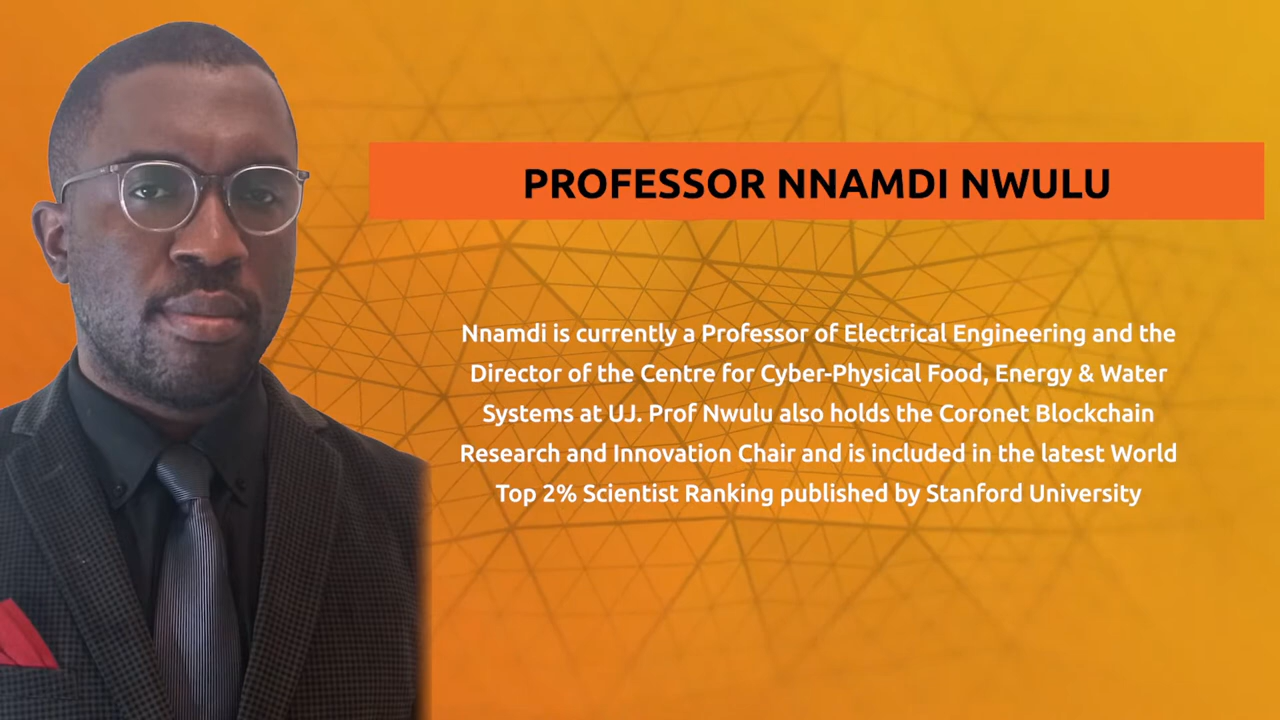 PROFESSOR NNAMDI NWULU
Nnamdi is currently a Professor of Electrical Engineering and the
Director of the Centre for Cyber-Physical Food, Energy & Water
Systems at UJ. Prof Nwulu also holds the Coronet Blockchain
Research and Innovation Chair and is included in the latest World
Top 2% Scientist Ranking published by Stanford University